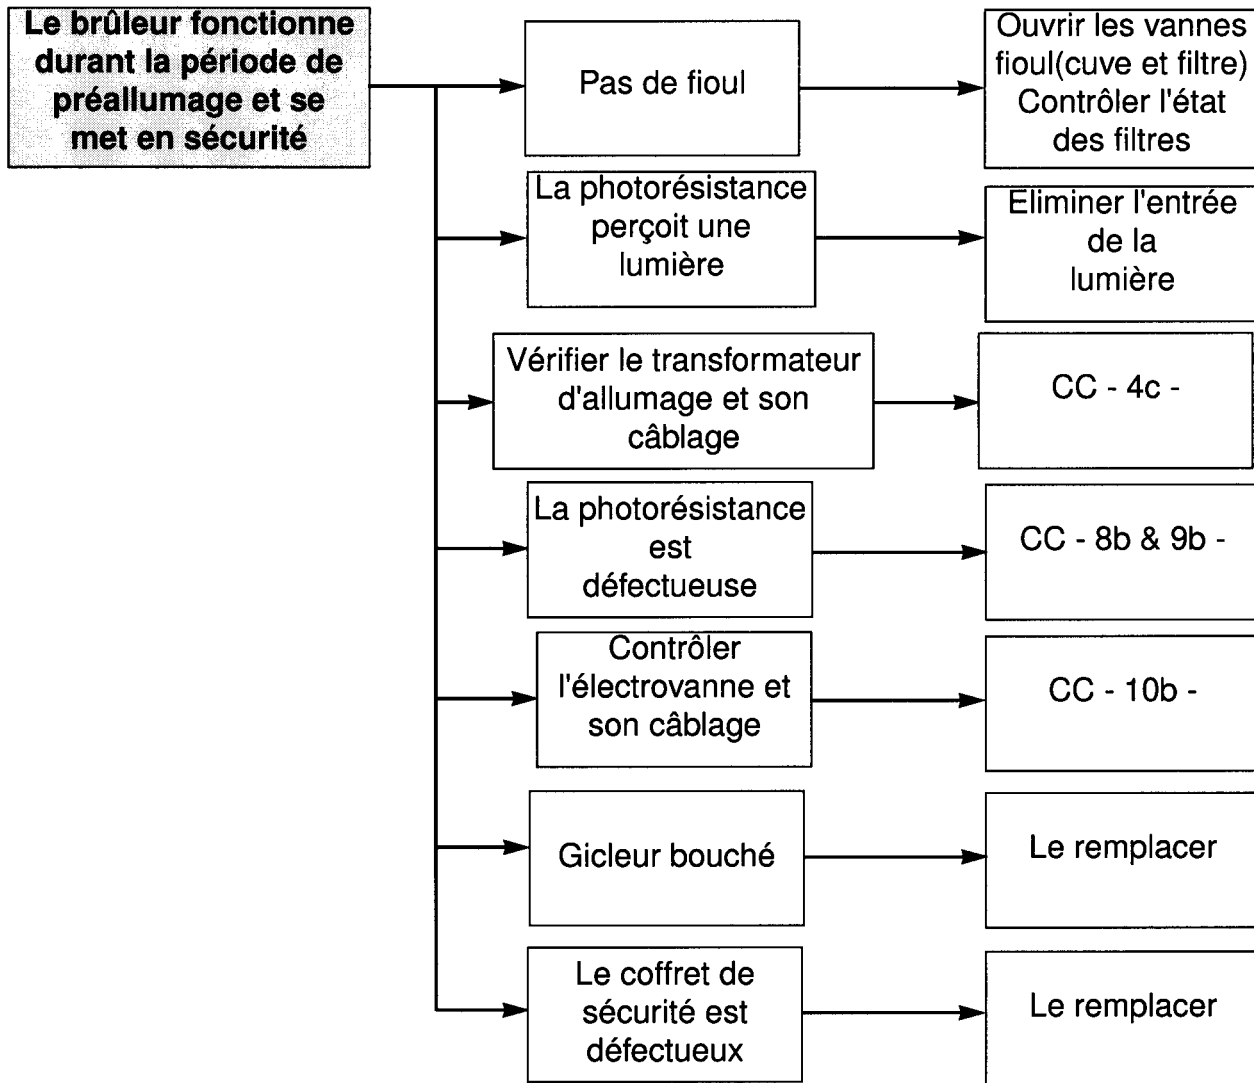 Le brûleur fonctionne
durant la période de
préallumage et se
met en sécurité
Pas de fioul
Ouvrir les vannes
fioul(cuve et filtre)
Contrôler l'état
des filtres
La photorésistance
perçoit une
lumière
Eliminer l'entrée
de la
lumière
Vérifier le transformateur
d'allumage et son
câblage
CC - 4c -
La photorésistance
est
défectueuse
CC - 8b & 9b -
Contrôler
l'électrovanne et
son câblage
CC - 10b -
Gicleur bouché
Le remplacer
Le coffret de
sécurité est
défectueux
Le remplacer